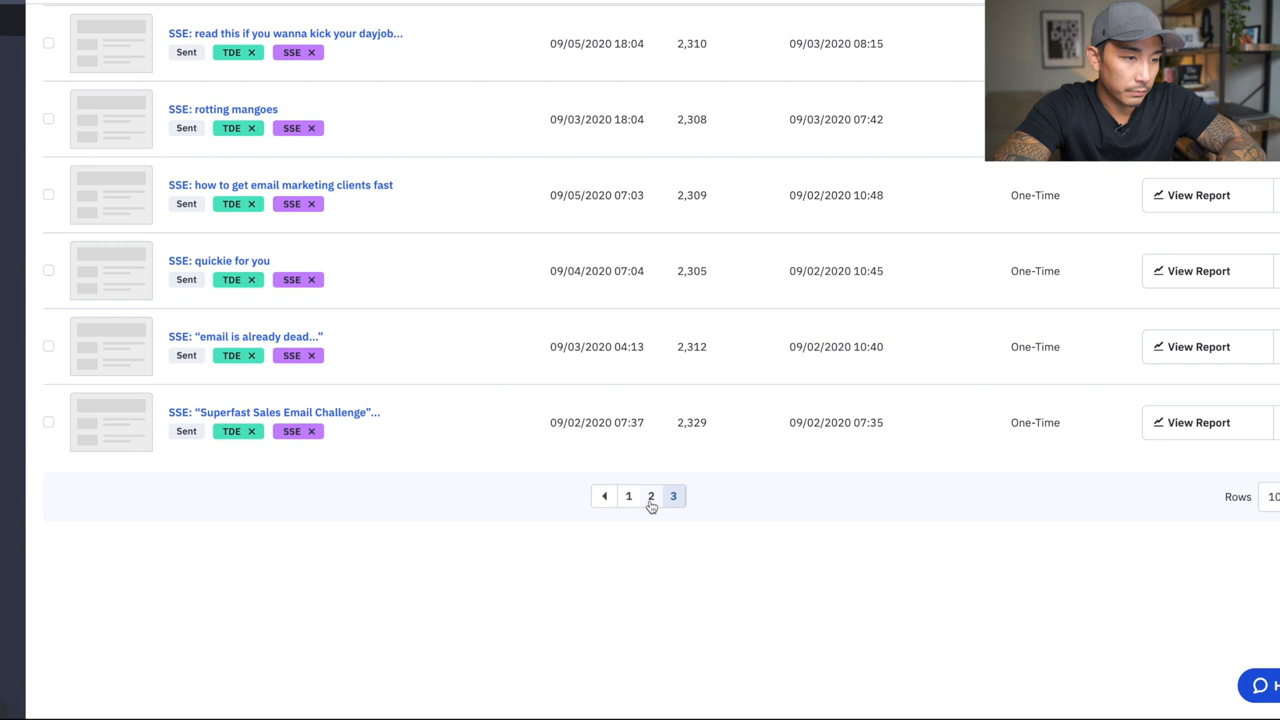 SSE: read this if you wanna kick your dayjob...
Sent TDE × SSE ×
09/05/2020 18:04 2,310 09/03/2020 08:15
SSE: rotting mangoes
Sent TDE × SSE ×
09/03/2020 18:04 2,308 09/03/2020 07:42
SSE: how to get email marketing clients fast
Sent TDE × SSE ×
09/05/2020 07:03 2,309 09/02/2020 10:48 One-Time View Report
SSE: quickie for you
Sent TDE × SSE ×
09/04/2020 07:04 2,305 09/02/2020 10:45 One-Time View Report
SSE: “email is already dead...”
Sent TDE × SSE ×
09/03/2020 04:13 2,312 09/02/2020 10:40 One-Time View Report
SSE: “Superfast Sales Email Challenge”...
Sent TDE × SSE ×
09/02/2020 07:37 2,329 09/02/2020 07:35 One-Time View Report
1 2 3
Rows 10
H